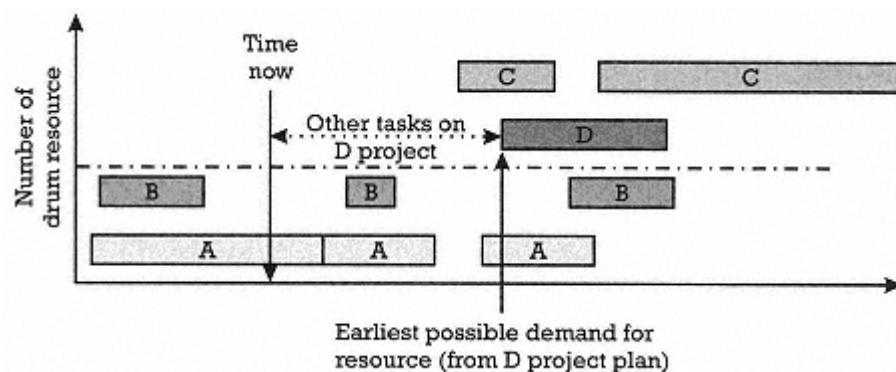 Number of
drum resource
Time
now
C
C
Other tasks on
D project
D
B
B
B
A
A
A
Earliest possible demand for
resource (from D project plan)